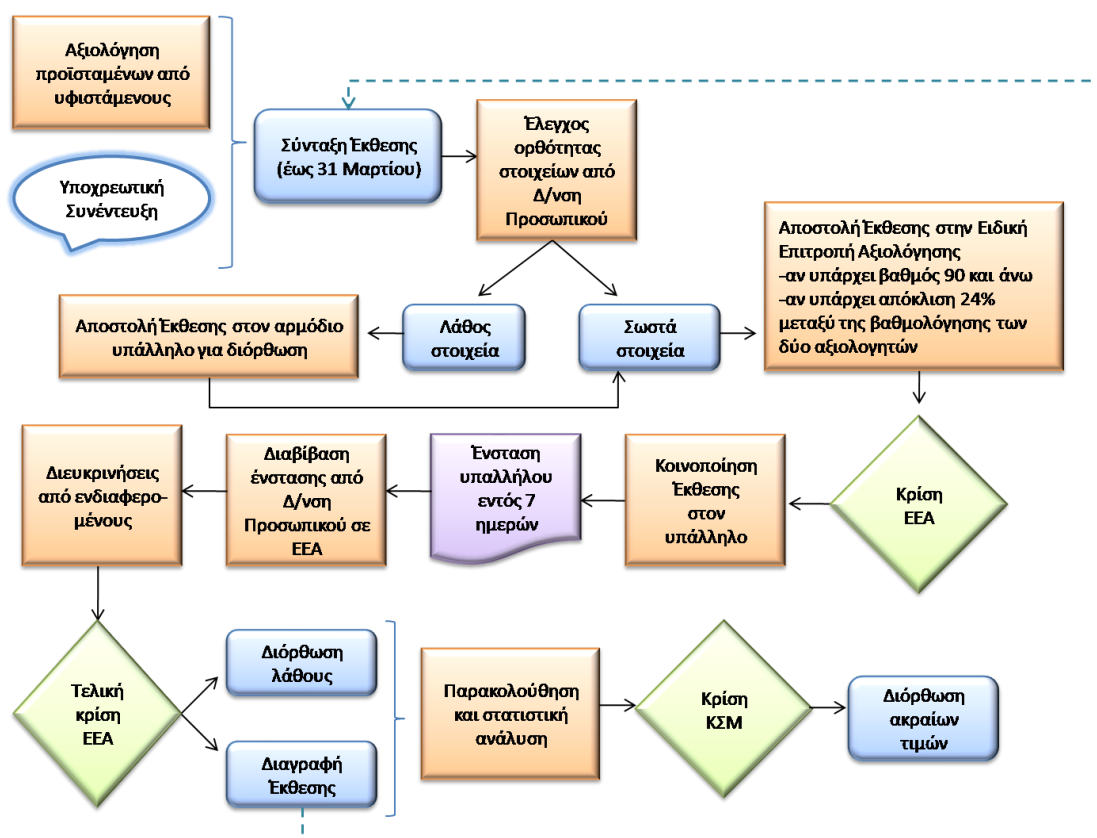 Αξιολόγηση
προϊσταμένων από
υφιστάμενους
Υποχρεωτική
Συνέντευξη
Σύνταξη Έκθεσης
(έως 31 Μαρτίου)
Έλεγχος
ορθότητας
στοιχείων από
Δ/νση
Προσωπικού
Λάθος
στοιχεία
Σωστά
στοιχεία
Αποστολή Έκθεσης στον αρμόδιο
υπάλληλο για διόρθωση
Αποστολή Έκθεσης στην Ειδική
Επιτροπή Αξιολόγησης
-αν υπάρχει βαθμός 90 και άνω
-αν υπάρχει απόκλιση 24%
μεταξύ της βαθμολόγησης των
δύο αξιολογητών
Κρίση
ΕΕΑ
Κοινοποίηση
Έκθεσης
στον
υπάλληλο
Ένσταση
υπαλλήλου
εντός 7
ημερών
Διαβίβαση
ένστασης από
Δ/νση
Προσωπικού σε
ΕΕΑ
Διευκρινήσεις
από ενδιαφερο-
μένους
Τελική
κρίση
ΕΕΑ
Διόρθωση
λάθους
Διαγραφή
Έκθεσης
Παρακολούθηση
και στατιστική
ανάλυση
Κρίση
ΚΣΜ
Διόρθωση
ακραίων
τιμών